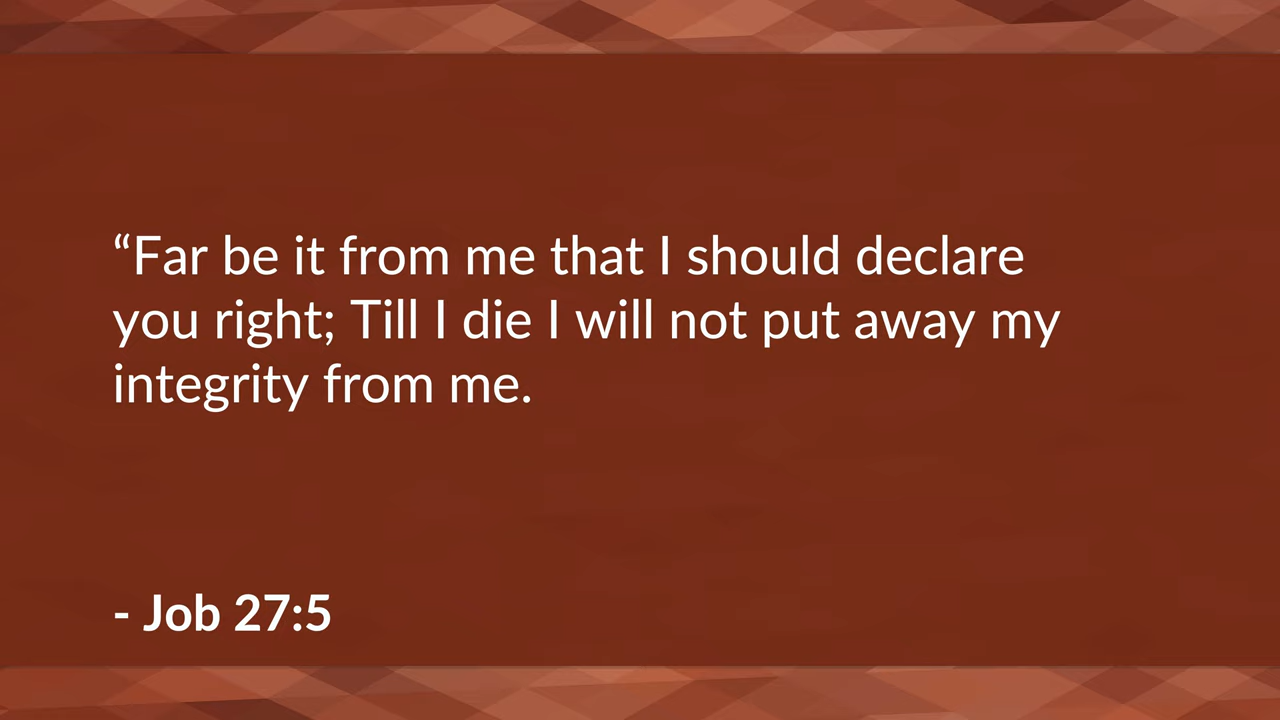 “Far be it from me that I should declare
you right; Till I die I will not put away my
integrity from me.
- Job 27:5